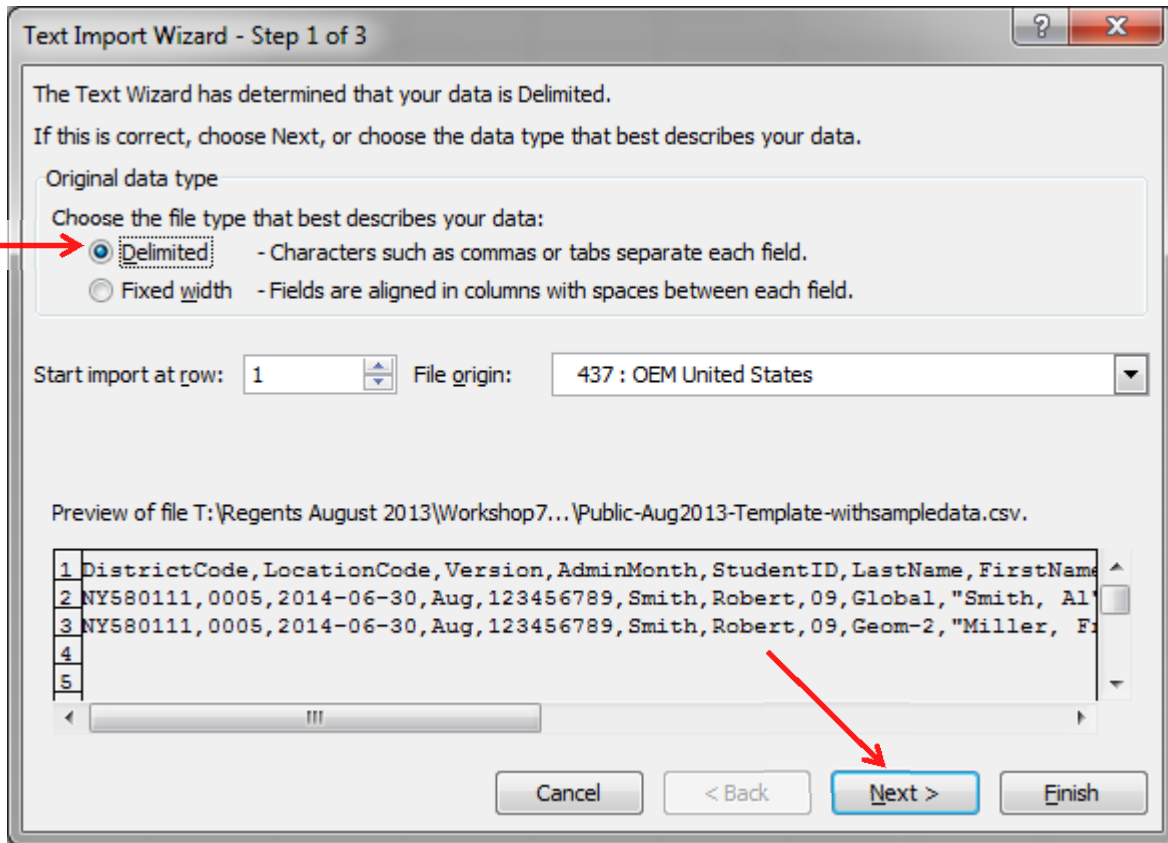 Text Import Wizard - Step 1 of 3
The Text Wizard has determined that your data is Delimited.
If this is correct, choose Next, or choose the data type that best describes your data.
Original data type
Choose the file type that best describes your data:
Delimited - Characters such as commas or tabs separate each field.
Fixed width - Fields are aligned in columns with spaces between each field.
Start import at row: 1 File origin: 437 : OEM United States
Preview of file T:\Regents August 2013\Workshop7...\Public-Aug2013-Template-withsampledata.csv.
1 DistrictCode,LocationCode,Version,AdminMonth,StudentID,LastName,FirstName
2 NY580111,0005,2014-06-30,Aug,123456789,Smith,Robert,09,Global,"Smith, Al"
3 NY580111,0005,2014-06-30,Aug,123456789,Smith,Robert,09,Geom-2,"Miller,
4
5
Cancel < Back Next > Finish